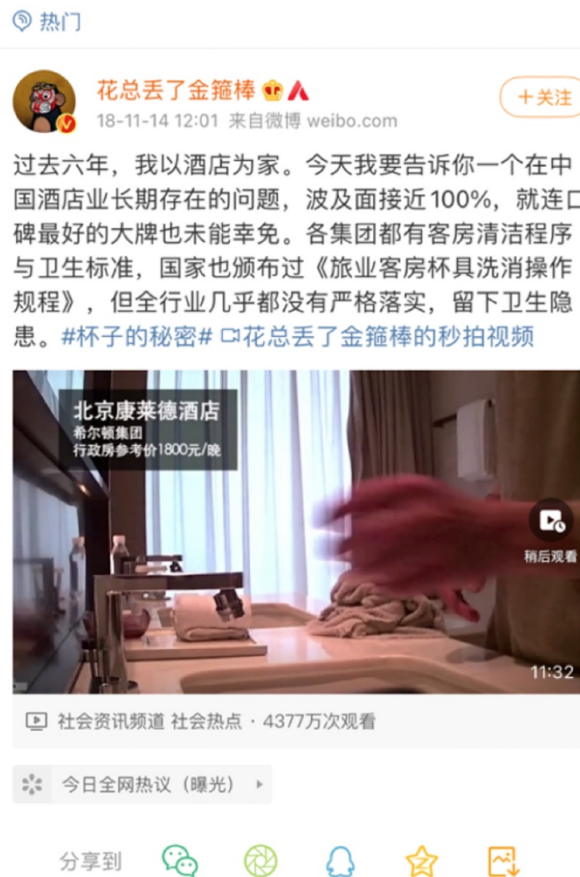 热门
花总丢了金箍棒
+关注
18-11-14 12:01 来自微博 weibo.com
过去六年，我以酒店为家。今天我要告诉你一个在中
国酒店业长期存在的问题，波及面接近100%，就连口
碑最好的大牌也未能幸免。各集团都有客房清洁程序
与卫生标准，国家也颁布过《旅业客房杯具洗消操作
规程》，但全行业几乎都没有严格落实，留下卫生隐
患。#杯子的秘密# 花总丢了金箍棒的秒拍视频
北京康莱德酒店
希尔顿集团
行政房参考价1800元/晚
稍后观看
11:32
社会资讯频道 社会热点 · 4377万次观看
今日全网热议（曝光）
分享到